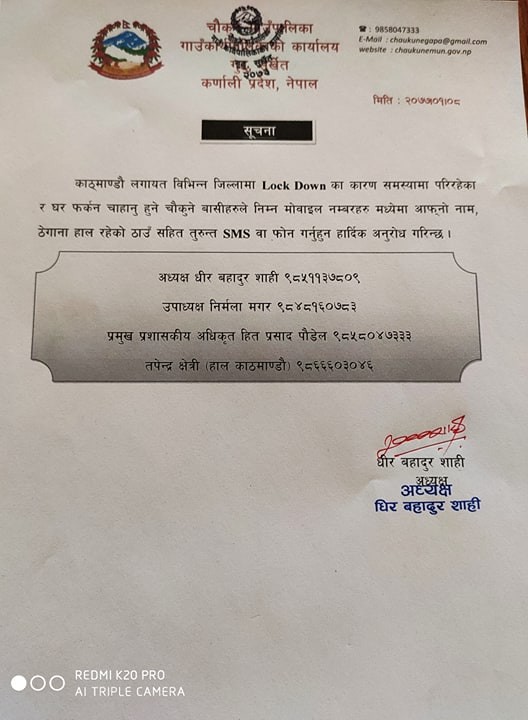 चौकुने गाउँपालिका
गाउँकार्यपालिकाको कार्यालय
सुर्खेत
कर्णाली प्रदेश, नेपाल
☎ : 9858047333
E-Mail : chaukunegapa@gmail.com
website : chaukunemun.gov.np
मिति : २०७७।०१।०८
सूचना
काठ्माण्डौ लगायत विभिन्न जिल्लामा Lock Down का कारण समस्यामा परिरहेका
र घर फर्कन चाहानु हुने चौकुने बासीहरुले निम्न मोवाइल नम्बरहरु मध्येमा आफ्नो नाम,
ठेगाना हाल रहेको ठाउँ सहित तुरुन्त SMS वा फोन गर्नुहुन हार्दिक अनुरोध गरिन्छ ।
अध्यक्ष धीर बहादुर शाही ९८५११३७८०९
उपाध्यक्ष निर्मला मगर ९८४८१६०७८३
प्रमुख प्रशासकीय अधिकृत हित प्रसाद पौडेल ९८५८०४७३३३
तपेन्द्र क्षेत्री (हाल काठमाण्डौ) ९८६६६०३०४६
धीर बहादुर शाही
अध्यक्ष
अध्यक्ष
घिर बहादुर शाही
REDMI K20 PRO
AI TRIPLE CAMERA